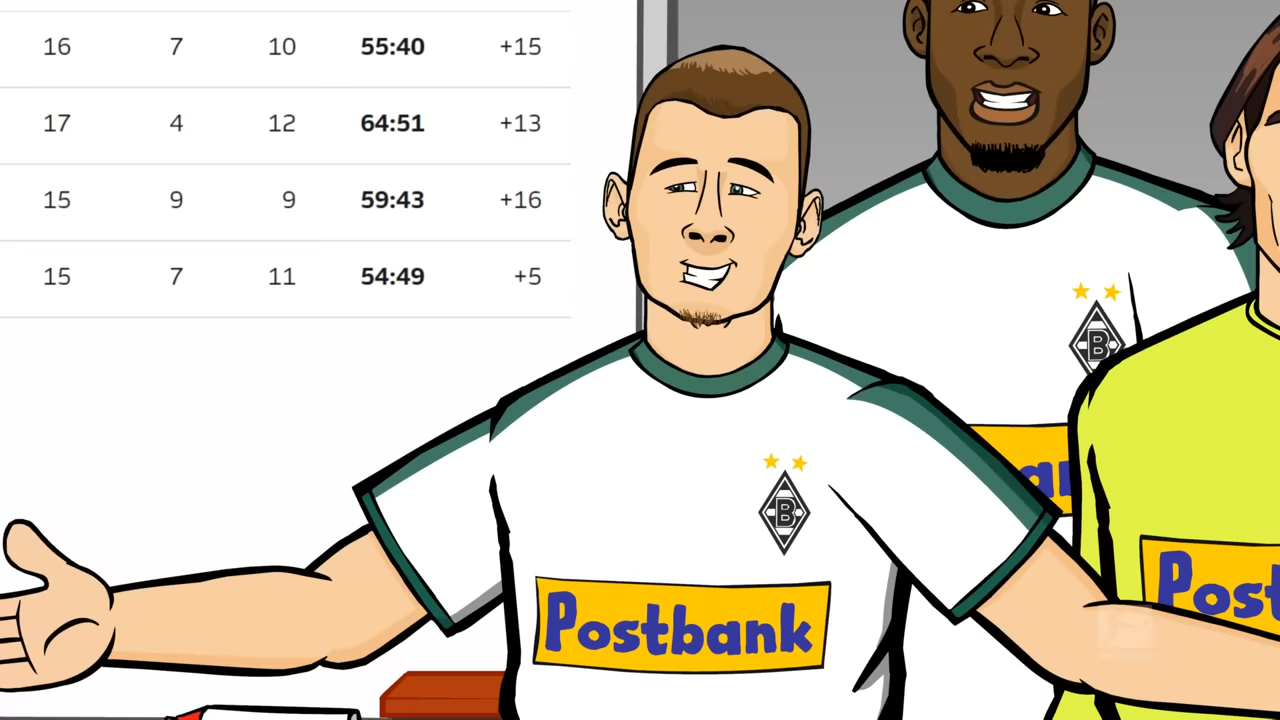 16 7 10 55:40 +15
17 4 12 64:51 +13
15 9 9 59:43 +16
15 7 11 54:49 +5
B
B
an
Postbank
Post